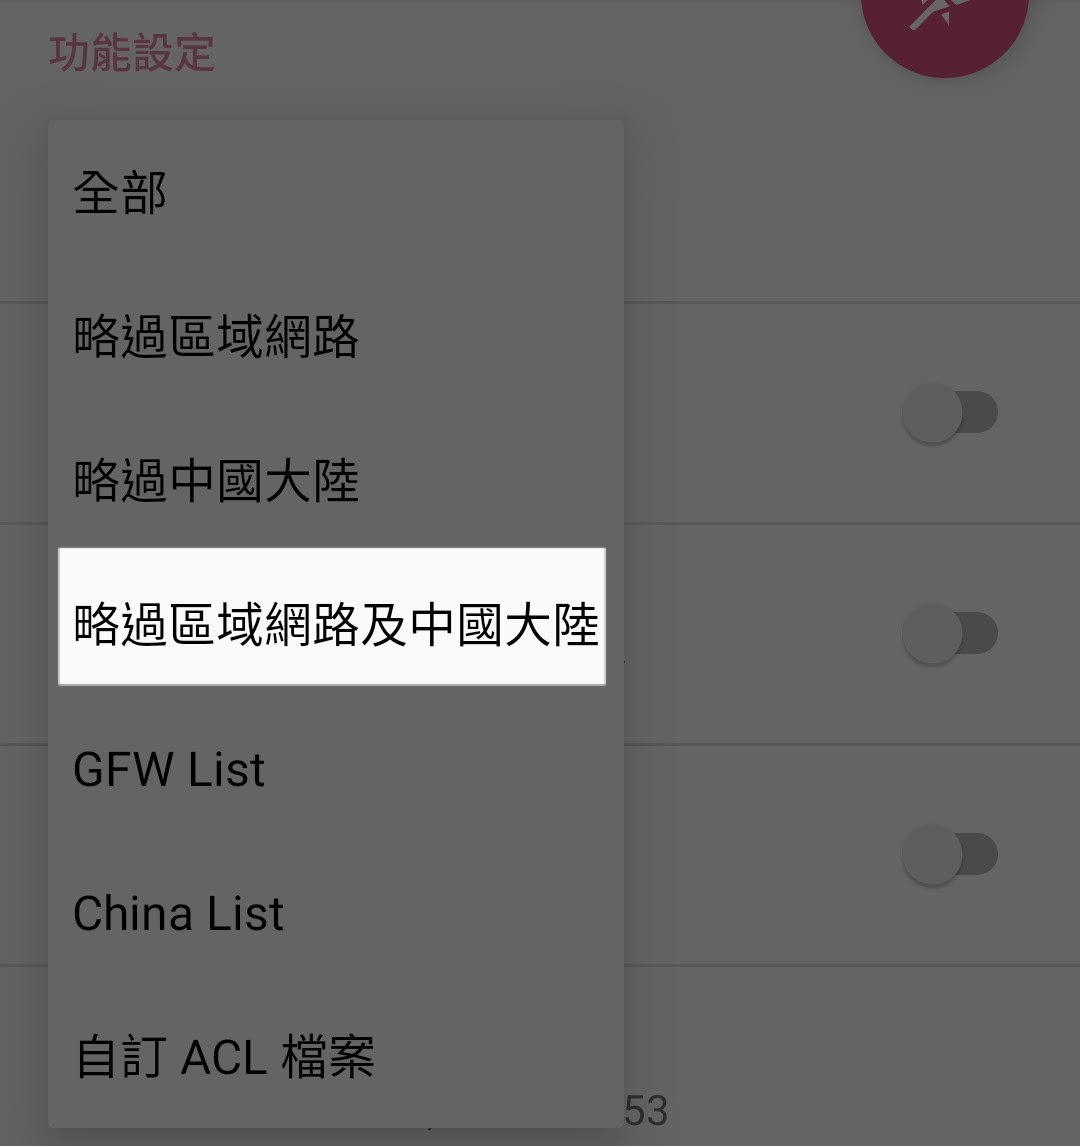 功能設定
全部
略過區域網路
略過中國大陸
略過區域網路及中國大陸
GFW List
China List
自訂 ACL 檔案
53